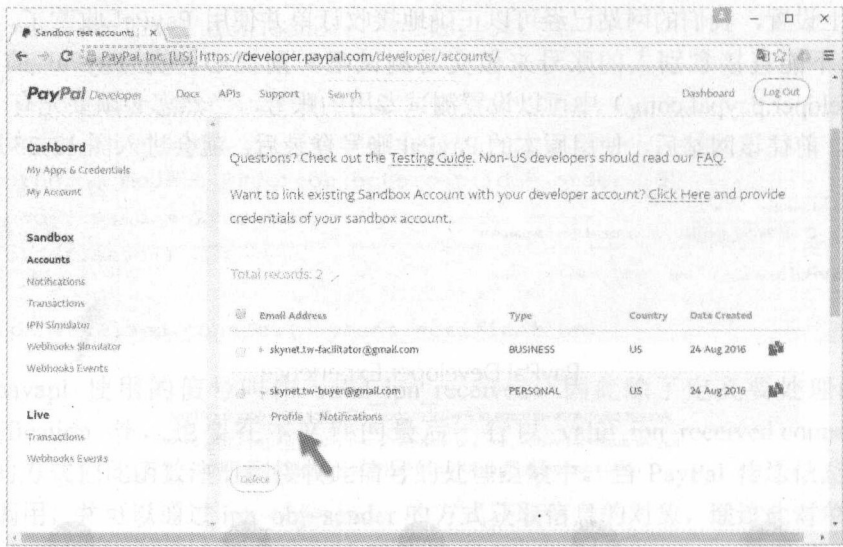 Sandbox test accounts
PayPal, Inc. [US] https://developer.paypal.com/developer/accounts/
PayPal Developer Docs APIs Support Search Dashboard Log Out
Dashboard
My Apps & Credentials
My Account
Sandbox
Accounts
Notifications
Transactions
IPN Simulator
Webhooks Simulator
Webhooks Events
Live
Transactions
Webhooks Events
Questions? Check out the Testing Guide. Non-US developers should read our FAQ.
Want to link existing Sandbox Account with your developer account? Click Here and provide
credentials of your sandbox account.
Total records: 2
Email Address Type Country Date Created
skynet.tw-facilitator@gmail.com BUSINESS US 24 Aug 2016
skynet.tw-buyer@gmail.com PERSONAL US 24 Aug 2016
Profile Notifications
Delete